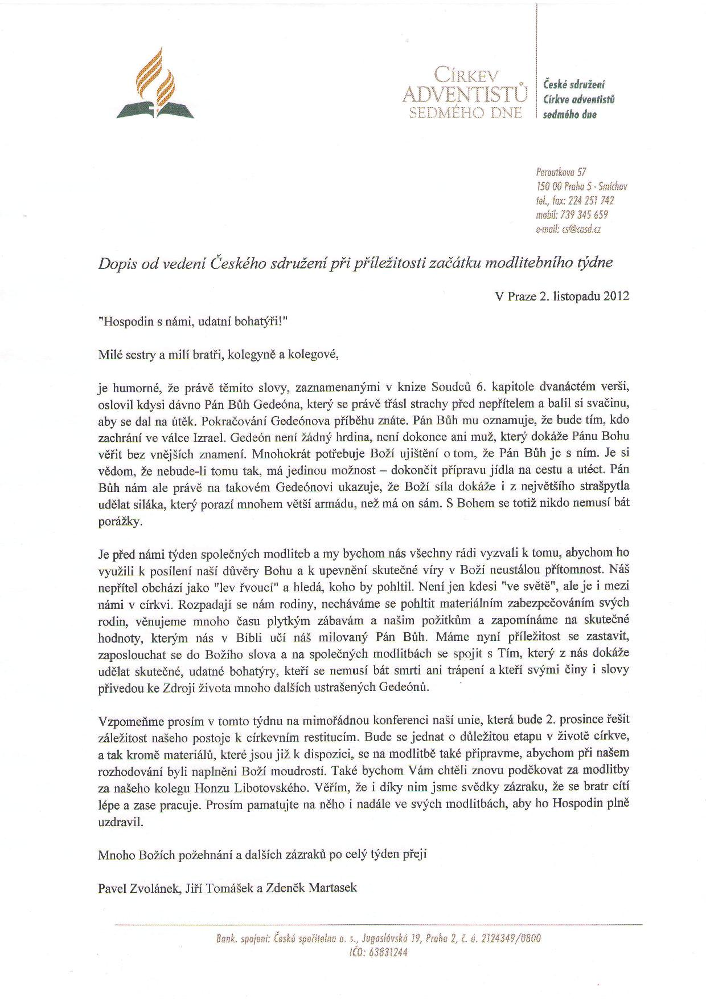 CÍRKEV
ADVENTISTŮ
SEDMÉHO DNE
České sdružení
Církve adventistů
sedmého dne
Peroutkova 57
150 00 Praha 5 - Smíchov
tel., fax: 224 251 742
mobil: 739 345 659
e-mail: cs@casd.cz
Dopis od vedení Českého sdružení při příležitosti začátku modlitebního týdne
V Praze 2. listopadu 2012
"Hospodin s námi, udatní bohatýři!"
Milé sestry a milí bratři, kolegyně a kolegové,
je humorné, že právě těmito slovy, zaznamenanými v knize Soudců 6. kapitole dvanáctém verši,
oslovil kdysi dávno Pán Bůh Gedeóna, který se právě třásl strachy před nepřítelem a balil si svačinu,
aby se dal na útěk. Pokračování Gedeónova příběhu znáte. Pán Bůh mu oznamuje, že bude tím, kdo
zachrání ve válce Izrael. Gedeón není žádný hrdina, není dokonce ani muž, který dokáže Pánu Bohu
věřit bez vnějších znamení. Mnohokrát potřebuje Boží ujištění o tom, že Pán Bůh je s ním. Je si
vědom, že nebude-li tomu tak, má jedinou možnost – dokončit přípravu jídla na cestu a utéct. Pán
Bůh nám ale právě na takovém Gedeónovi ukazuje, že Boží síla dokáže i z největšího strašpytla
udělat siláka, který porazí mnohem větší armádu, než má on sám. S Bohem se totiž nikdo nemusí bát
porážky.
Je před námi týden společných modliteb a my bychom nás všechny rádi vyzvali k tomu, abychom ho
využili k posílení naší důvěry Bohu a k upevnění skutečné víry v Boží neustálou přítomnost. Náš
nepřítel obchází jako "lev řvoucí" a hledá, koho by pohltil. Není jen kdesi "ve světě", ale je i mezi
námi v církvi. Rozpadají se nám rodiny, necháváme se pohltit materiálním zabezpečováním svých
rodin, věnujeme mnoho času plytkým zábavám a našim požitkům a zapomínáme na skutečné
hodnoty, kterým nás v Bibli učí náš milovaný Pán Bůh. Máme nyní příležitost se zastavit,
zaposlouchat se do Božího slova a na společných modlitbách se spojit s Tím, který z nás dokáže
udělat skutečné, udatné bohatýry, kteří se nemusí bát smrti ani trápení a kteří svými činy i slovy
přivedou ke Zdroji života mnoho dalších ustrašených Gedeónů.
Vzpomeňme prosím v tomto týdnu na mimořádnou konferenci naší unie, která bude 2. prosince řešit
záležitost našeho postoje k církevním restitucím. Bude se jednat o důležitou etapu v životě církve,
a tak kromě materiálů, které jsou již k dispozici, se na modlitbě také připravme, abychom při našem
rozhodování byli naplněni Boží moudrostí. Také bychom Vám chtěli znovu poděkovat za modlitby
za našeho kolegu Honzu Libotovského. Věřím, že i díky nim jsme svědky zázraku, že se bratr cítí
lépe a zase pracuje. Prosím pamatujte na něho i nadále ve svých modlitbách, aby ho Hospodin plně
uzdravil.
Mnoho Božích požehnání a dalších zázraků po celý týden přejí
Pavel Zvolánek, Jiří Tomášek a Zdeněk Martasek
Bank. spojení: Česká spořitelna a. s., Jugoslávská 19, Praha 2, č. ú. 2124349/0800
IČO: 63831244